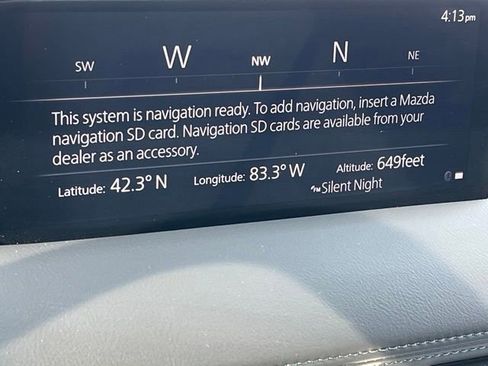 4:13pm
SW W NW N NE
This system is navigation ready. To add navigation, insert a Mazda
navigation SD card. Navigation SD cards are available from your
dealer as an accessory.
Latitude: 42.3° N Longitude: 83.3° W Altitude: 649feet
FM Silent Night